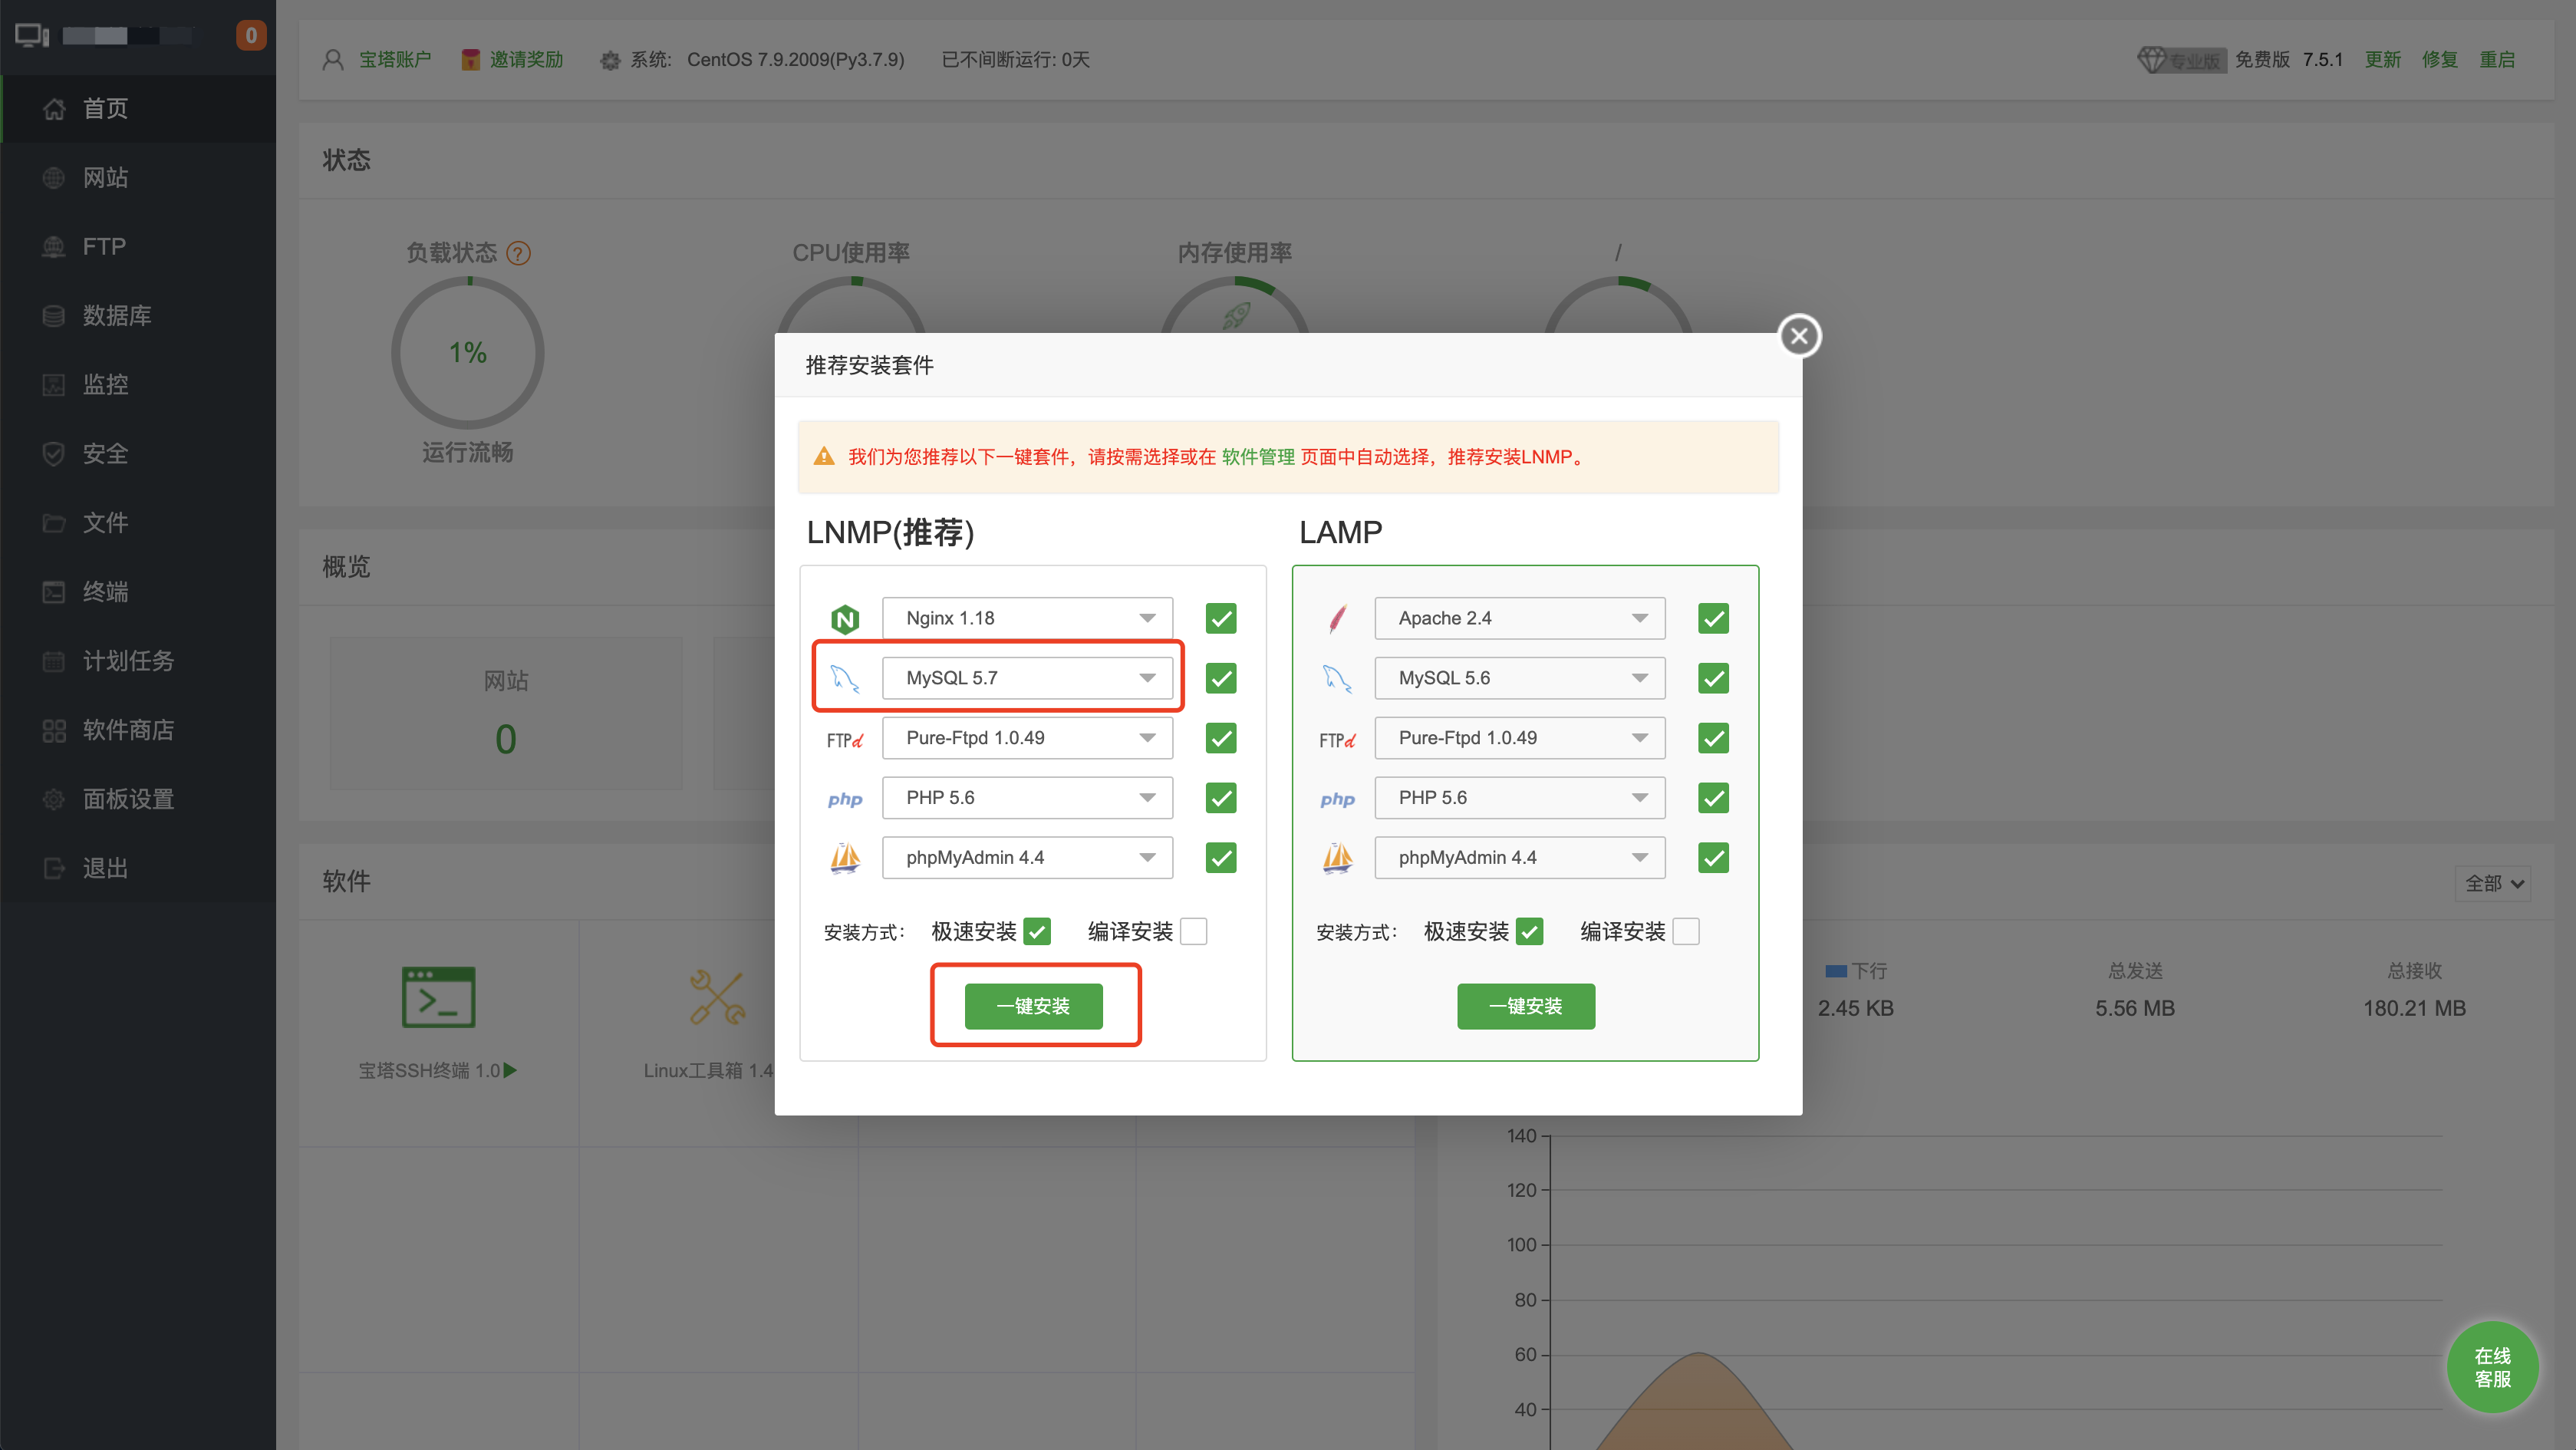 0
首页
网站
FTP
数据库
监控
安全
文件
终端
计划任务
软件商店
面板设置
退出
宝塔账户 邀请奖励 系统: CentOS 7.9.2009(Py3.7.9) 已不间断运行: 0天
专业版 免费版 7.5.1 更新 修复 重启
状态
负载状态 ? CPU使用率 内存使用率 /
1%
运行流畅
概览
网站
0
软件
宝塔SSH终端 1.0
Linux工具箱 1.4
推荐安装套件
我们为您推荐以下一键套件，请按需选择或在 软件管理 页面中自动选择，推荐安装LNMP。
LNMP(推荐)
Nginx 1.18
MySQL 5.7
FTPd Pure-Ftpd 1.0.49
php PHP 5.6
phpMyAdmin 4.4
安装方式： 极速安装 编译安装
一键安装
LAMP
Apache 2.4
MySQL 5.6
FTPd Pure-Ftpd 1.0.49
php PHP 5.6
phpMyAdmin 4.4
安装方式： 极速安装 编译安装
一键安装
全部
下行 总发送 总接收
2.45 KB 5.56 MB 180.21 MB
140
120
100
80
60
40
在线
客服